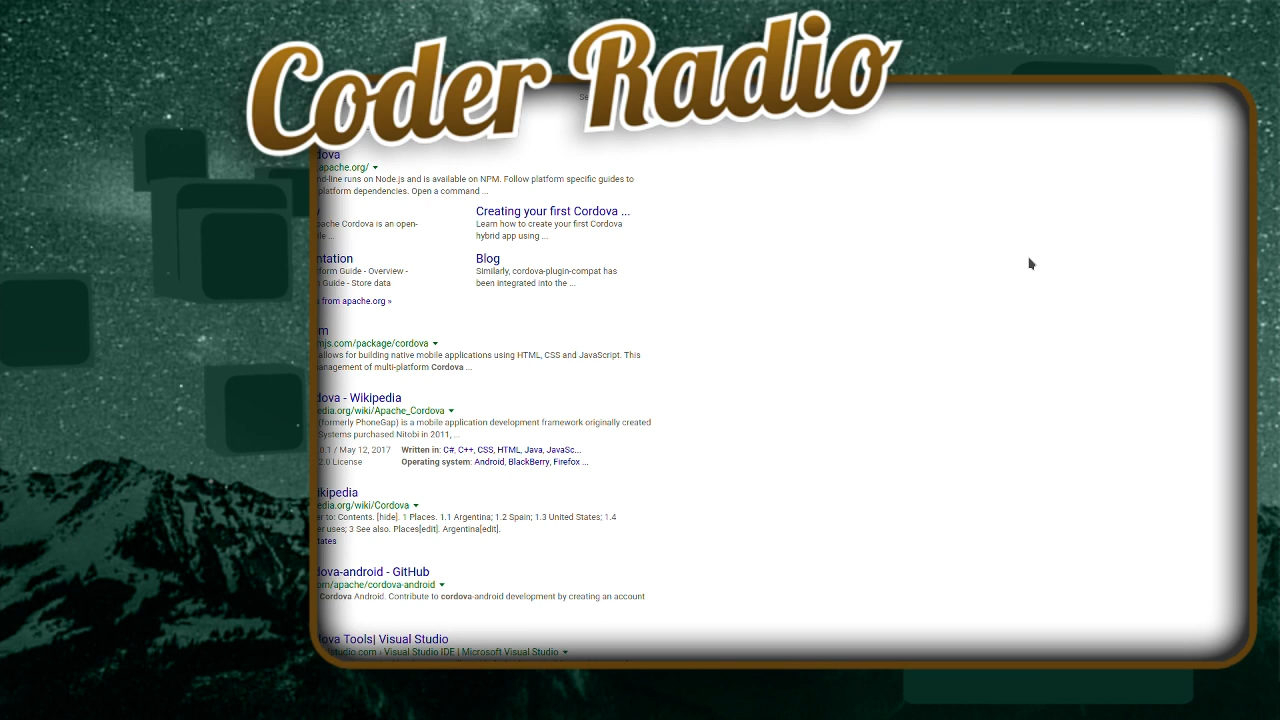 Coder Radio
dova
apache.org/
nd-line runs on Node.js and is available on NPM. Follow platform specific guides to
platform dependencies. Open a command ...
Creating your first Cordova ...
pache Cordova is an open-
Learn how to create your first Cordova
hybrid app using ...
ntation
Blog
tform Guide - Overview -
Similarly, cordova-plugin-compat has
s Guide - Store data
been integrated into the ...
from apache.org »
m
mjs.com/package/cordova
allows for building native mobile applications using HTML, CSS and JavaScript. This
anagement of multi-platform Cordova ...
dova - Wikipedia
edia.org/wiki/Apache_Cordova
(formerly PhoneGap) is a mobile application development framework originally created
Systems purchased Nitobi in 2011, ...
0.1 / May 12, 2017 Written in: C#, C++, CSS, HTML, Java, JavaSc...
2.0 License Operating system: Android, BlackBerry, Firefox ...
ikipedia
edia.org/wiki/Cordova
er to: Contents. [hide]. 1 Places. 1.1 Argentina; 1.2 Spain; 1.3 United States; 1.4
er uses; 3 See also. Places[edit]. Argentina[edit].
tates
dova-android - GitHub
om/apache/cordova-android
Cordova Android. Contribute to cordova-android development by creating an account
dova Tools| Visual Studio
lstudio.com › Visual Studio IDE | Microsoft Visual Studio